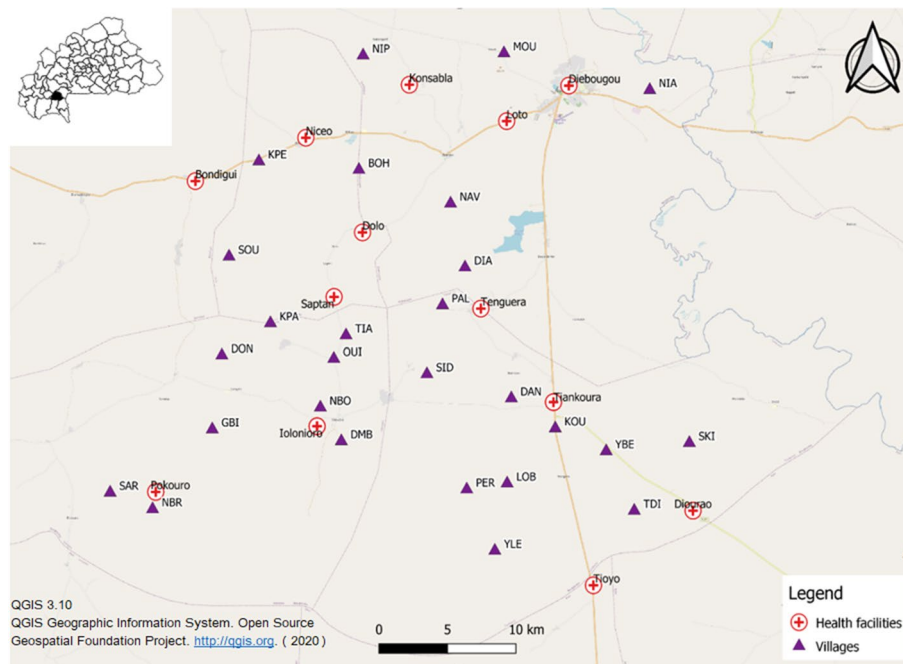 NIP
MOU
Konsabla
Diebougou
NIA
Loto
Niceo
KPE
BOH
Bondigui
NAV
Dolo
SOU
DIA
Saptan
PAL
Tenguera
KPA
TIA
DON
OUI
SID
DAN
Tiankoura
NBO
KOU
GBI
Iolonioro
DMB
YBE
SKI
SAR
Pokouro
PER
LOB
NBR
TDI
Diograo
YLE
Tioyo
QGIS 3.10
QGIS Geographic Information System. Open Source
Geospatial Foundation Project. http://qgis.org. ( 2020 )
0 5 10 km
Legend
Health facilities
Villages